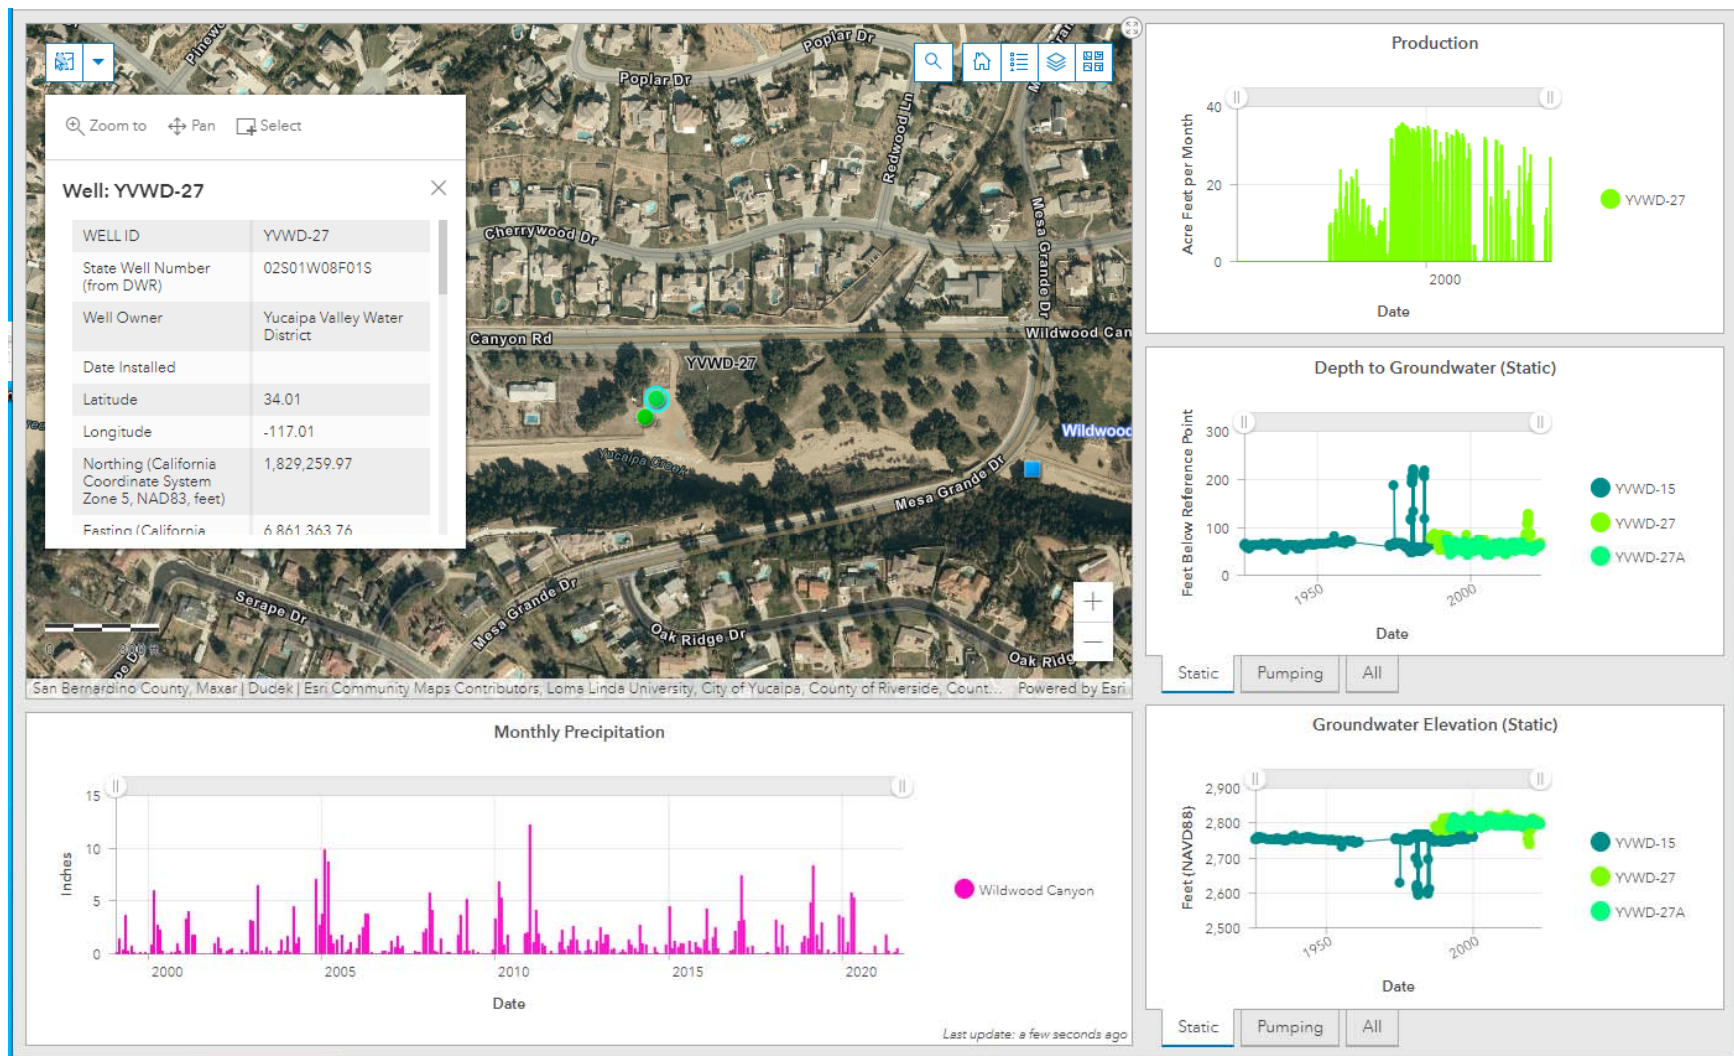 Poplar Dr
Poplar Dr
Redwood Ln
Zoom to
Pan
Select
Well: YVWD-27
WELL ID
YVWD-27
State Well Number
(from DWR)
02S01W08F01S
Well Owner
Yucaipa Valley Water
District
Date Installed
Latitude
34.01
Longitude
-117.01
Northing (California
Coordinate System
Zone 5, NAD83, feet)
1,829,259.97
Easting (California
6,861,363.76
Cherrywood Dr
Mesa Grande Dr
Canyon Rd
Wildwood Can
YVWD-27
Wildwood
Yucaipa Creek
Mesa Grande Dr
Serape Dr
Mesa Grande Dr
Oak Ridge Dr
Oak Ridg
0
San Bernardino County, Maxar | Dudek | Esri Community Maps Contributors, Loma Linda University, City of Yucaipa, County of Riverside, Count...
Powered by Esri
Production
Acre Feet per Month
40
20
0
2000
Date
YVWD-27
Depth to Groundwater (Static)
Feet Below Reference Point
300
200
100
0
1950
2000
Date
YVWD-15
YVWD-27
YVWD-27A
Static
Pumping
All
Groundwater Elevation (Static)
Feet (NAVD88)
2,900
2,800
2,700
2,600
2,500
1950
2000
Date
YVWD-15
YVWD-27
YVWD-27A
Static
Pumping
All
Monthly Precipitation
Indhes
15
10
5
0
2000
2005
2010
2015
2020
Date
Wildwood Canyon
Last update: a few seconds ago